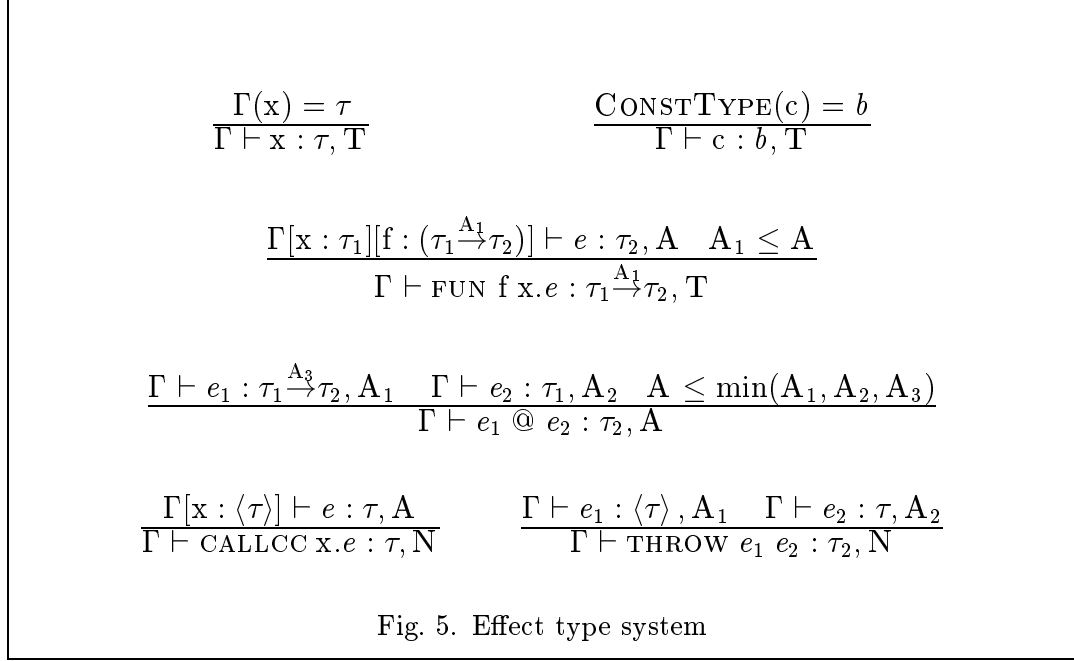 Γ(x) = τ
Γ ⊢ x : τ, T
CONSTTYPE(c) = b
Γ ⊢ c : b, T
Γ[x : τ₁][f : (τ₁ →^{A₁} τ₂)] ⊢ e : τ₂, A   A₁ ≤ A
Γ ⊢ FUN f x.e : τ₁ →^{A₁} τ₂, T
Γ ⊢ e₁ : τ₁ →^{A₃} τ₂, A₁   Γ ⊢ e₂ : τ₁, A₂   A ≤ min(A₁, A₂, A₃)
Γ ⊢ e₁ @ e₂ : τ₂, A
Γ[x : ⟨τ⟩] ⊢ e : τ, A
Γ ⊢ CALLCC x.e : τ, N
Γ ⊢ e₁ : ⟨τ⟩, A₁   Γ ⊢ e₂ : τ, A₂
Γ ⊢ THROW e₁ e₂ : τ₂, N
Fig. 5. Effect type system